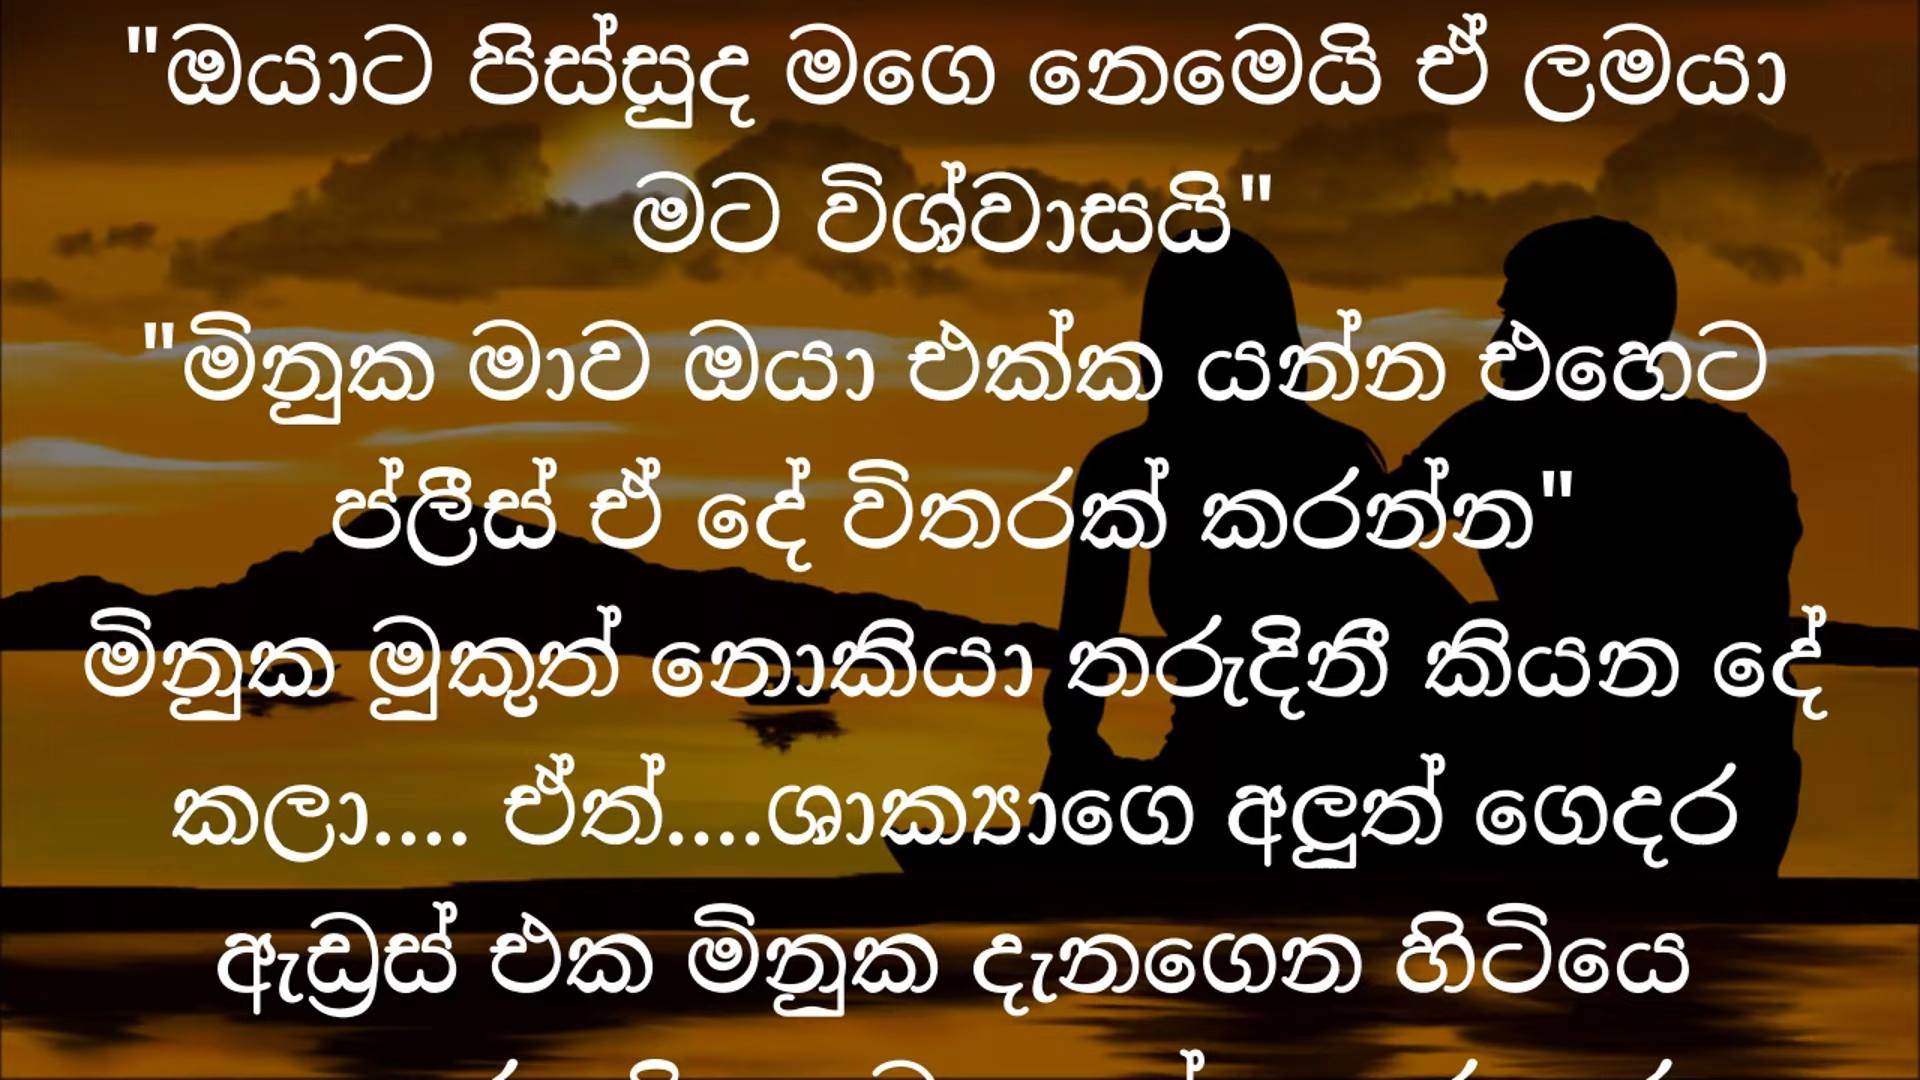 "ඔයාට පිස්සුද මගෙ නෙමෙයි ඒ ලමයා
මට විශ්වාසයි"
"මිනුක මාව ඔයා එක්ක යන්න එහෙට
ප්ලීස් ඒ දේ විතරක් කරන්න"
මිනුක මුකුත් නොකියා තරුදිනී කියන දේ
කලා.... ඒත්....ශාක්‍යාගෙ අලුත් ගෙදර
ඇඩ්‍රස් එක මිනුක දැනගෙන හිටියෙ